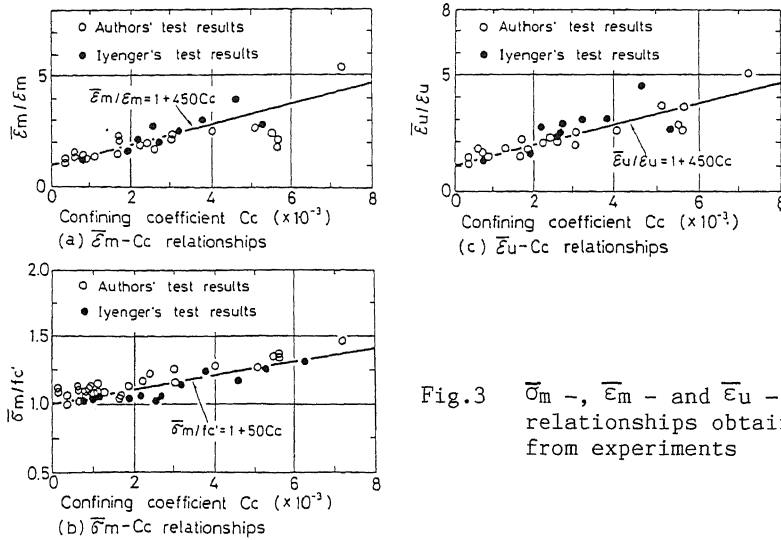 8
5
2
0
ε̅m/εm
○ Authors' test results
● Iyenger's test results
ε̅m/εm=1+450Cc
0 2 4 6 8
Confining coefficient Cc (×10⁻³)
(a) ε̅m-Cc relationships
8
5
2
0
ε̅u/εu
○ Authors' test results
● Iyenger's test results
ε̅u/εu=1+450Cc
0 2 4 6 8
Confining coefficient Cc (×10⁻³)
(c) ε̅u-Cc relationships
2.0
1.5
1.0
0.5
σ̅m/fc'
○ Authors' test results
● Iyenger's test results
σ̅m/fc'=1+50Cc
0 2 4 6 8
Confining coefficient Cc (×10⁻³)
(b) σ̅m-Cc relationships
Fig.3 σ̅m -, ε̅m - and ε̅u -
relationships obtai
from experiments